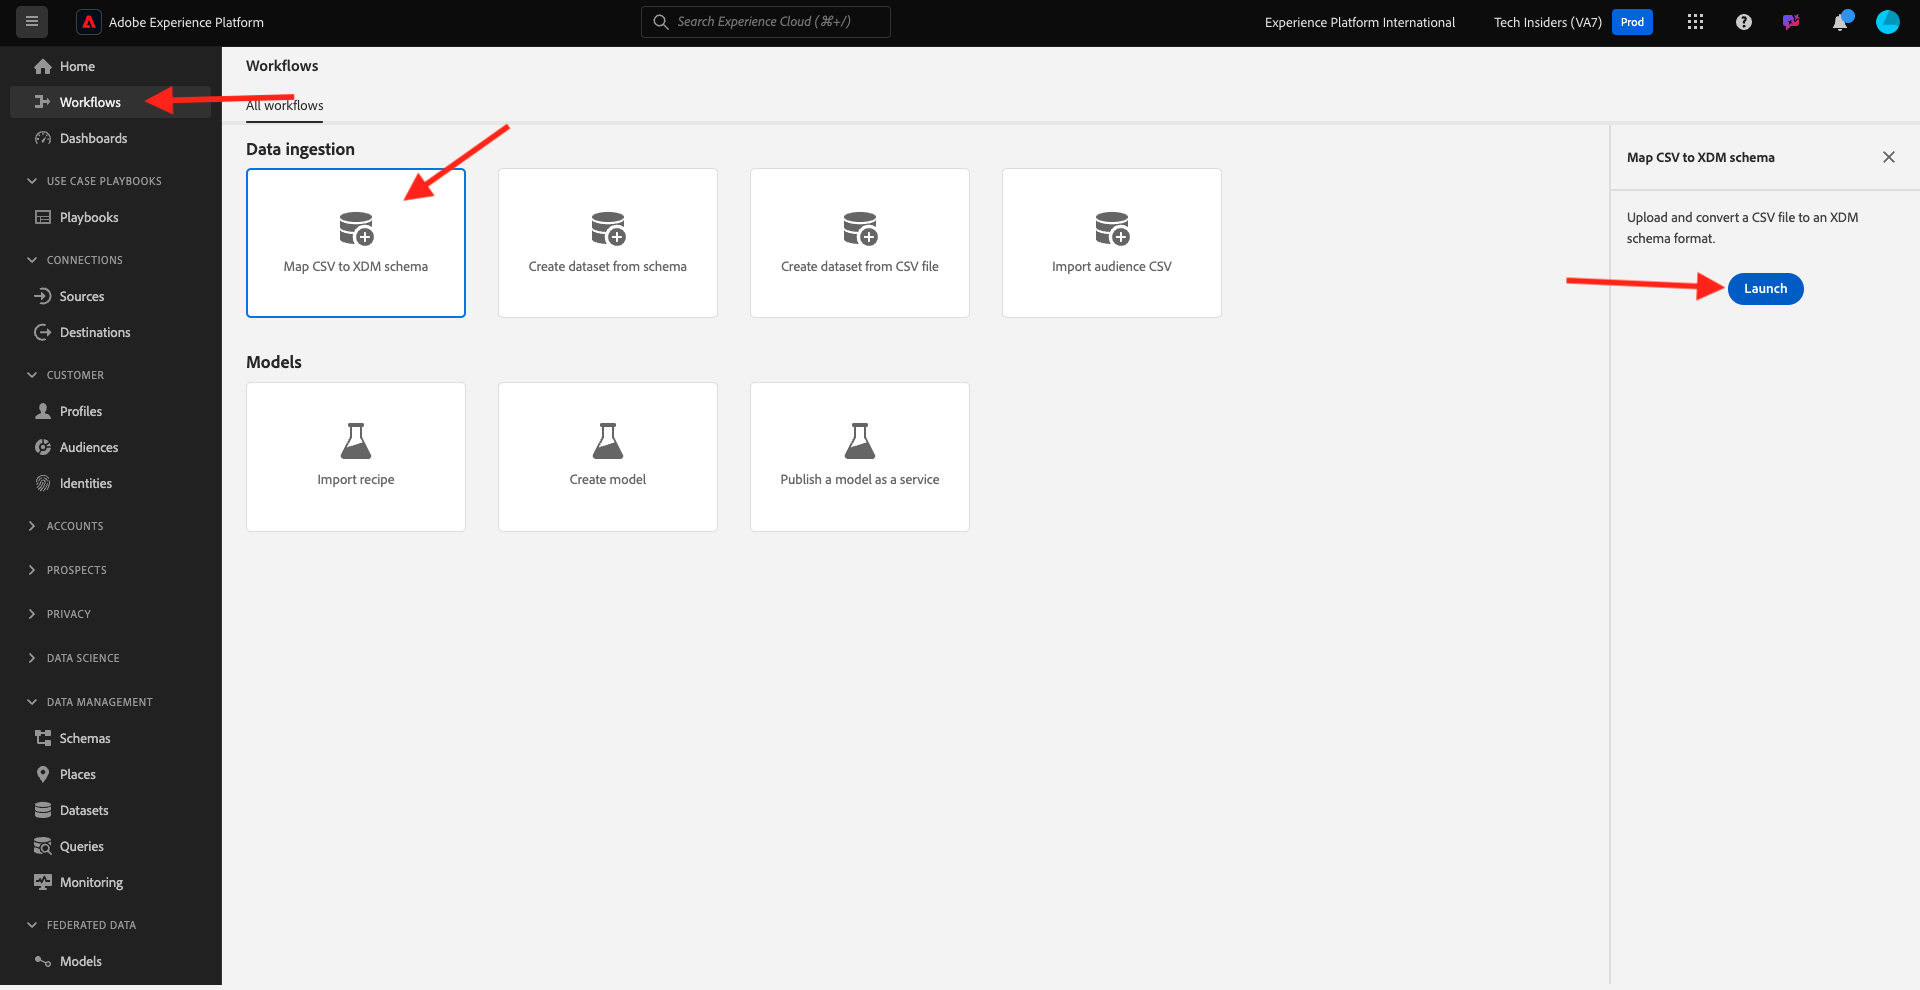 Adobe Experience Platform
Search Experience Cloud (⌘+/)
Experience Platform International
Tech Insiders (VA7)
Prod
Home
Workflows
Dashboards
USE CASE PLAYBOOKS
Playbooks
CONNECTIONS
Sources
Destinations
CUSTOMER
Profiles
Audiences
Identities
ACCOUNTS
PROSPECTS
PRIVACY
DATA SCIENCE
DATA MANAGEMENT
Schemas
Places
Datasets
Queries
Monitoring
FEDERATED DATA
Models
Workflows
All workflows
Data ingestion
Map CSV to XDM schema
Create dataset from schema
Create dataset from CSV file
Import audience CSV
Models
Import recipe
Create model
Publish a model as a service
Map CSV to XDM schema
Upload and convert a CSV file to an XDM
schema format.
Launch